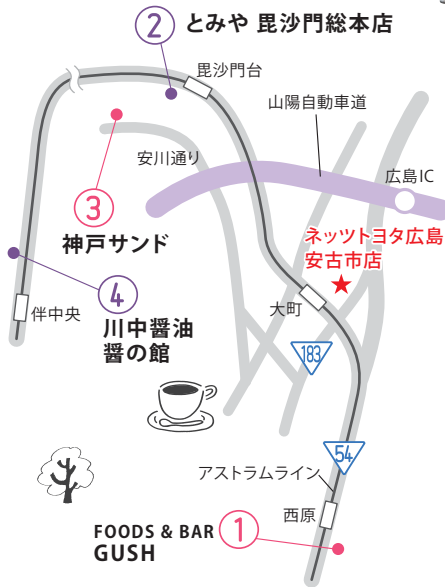 ② とみや 毘沙門総本店
毘沙門台
山陽自動車道
安川通り
広島IC
③
神戸サンド
ネッツトヨタ広島
安古市店
④
伴中央
川中醤油
醤の館
大町
183
54
アストラムライン
西原
FOODS & BAR ①
GUSH